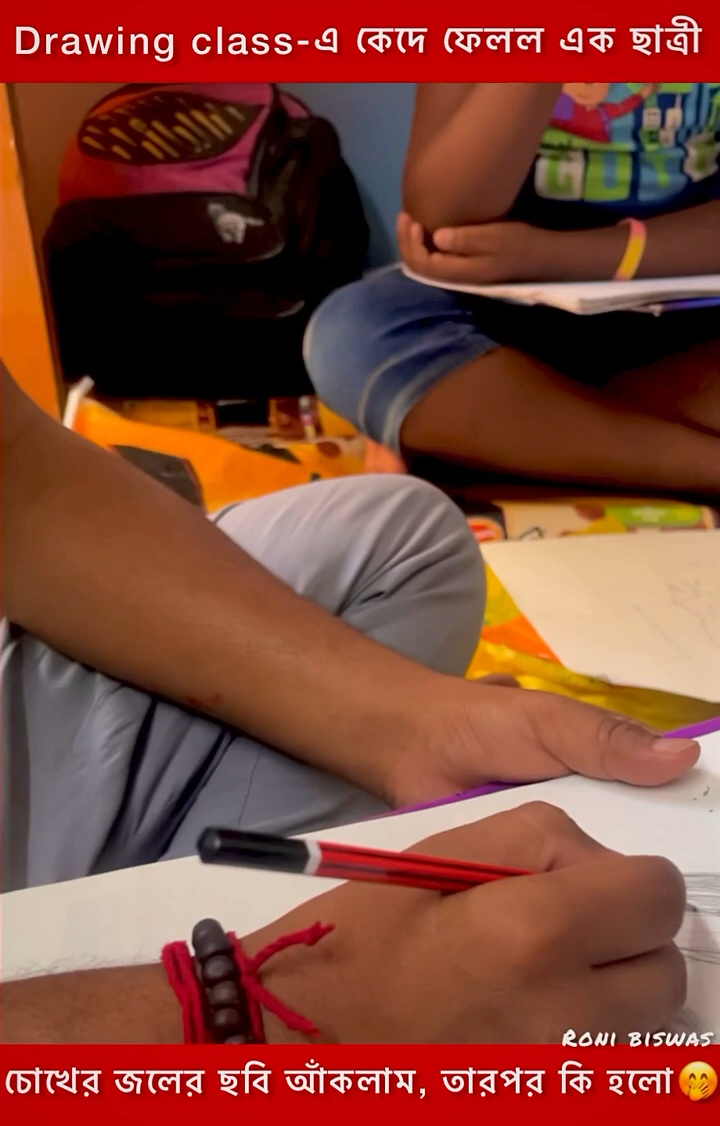 Drawing class-এ কেদে ফেলল এক ছাত্রী
RONI BISWAS
চোখের জলের ছবি আঁকলাম, তারপর কি হলো🤭